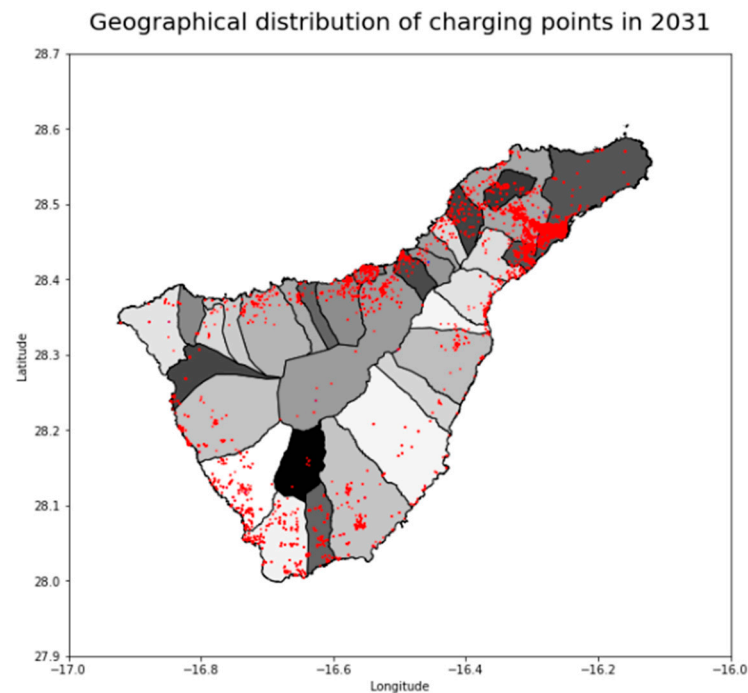 Geographical distribution of charging points in 2031
28.7
28.6
28.5
28.4
28.3
28.2
28.1
28.0
27.9
Latitude
−17.0 −16.8 −16.6 −16.4 −16.2 −16.0
Longitude